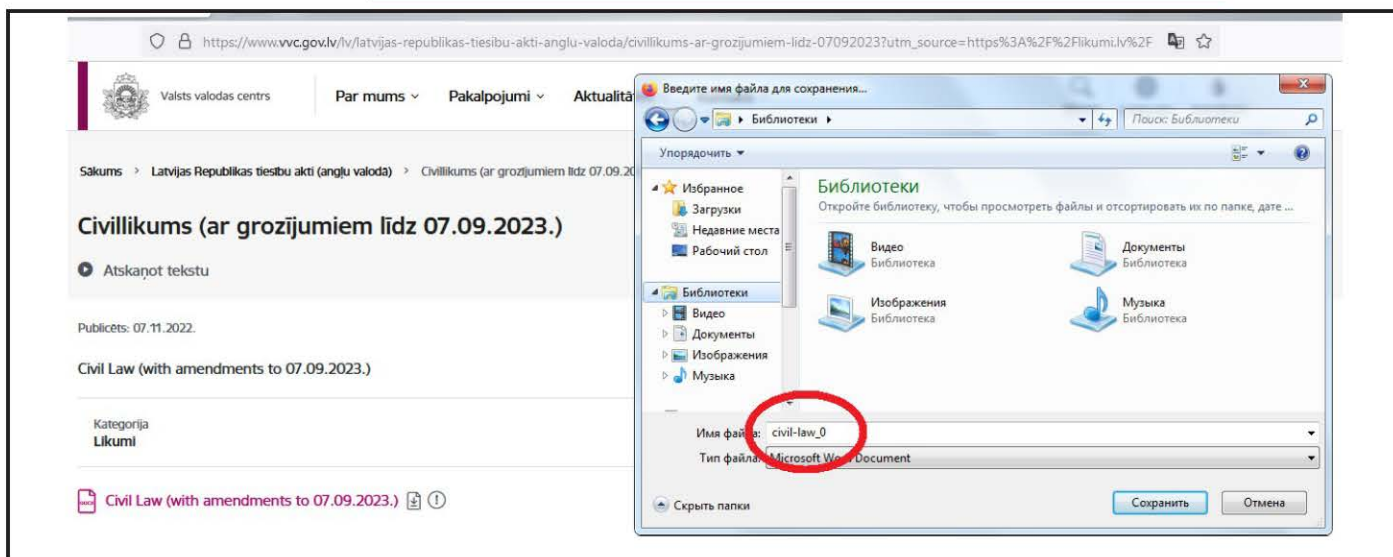 https://www.vvc.gov.lv/lv/latvijas-republikas-tiesibu-akti-anglu-valoda/civillikums-ar-grozijumiem-lidz-07092023?utm_source=https%3A%2F%2Flikumi.lv%2F
Valsts valodas centrs
Par mums
Pakalpojumi
Aktualitā
Sākums > Latvijas Republikas tiesību akti (angļu valodā) > Civillikums (ar grozījumiem līdz 07.09.20
Civillikums (ar grozījumiem līdz 07.09.2023.)
Atskaņot tekstu
Publicēts: 07.11.2022.
Civil Law (with amendments to 07.09.2023.)
Kategorija
Likumi
Civil Law (with amendments to 07.09.2023.)
Введите имя файла для сохранения...
Библиотеки
Поиск: Библиотеки
Упорядочить
Избранное
Загрузки
Недавние места
Рабочий стол
Библиотеки
Видео
Документы
Изображения
Музыка
Библиотеки
Откройте библиотеку, чтобы просмотреть файлы и отсортировать их по папке, дате ...
Видео
Библиотека
Документы
Библиотека
Изображения
Библиотека
Музыка
Библиотека
Имя файла: civil-law_0
Тип файла: Microsoft Word Document
Скрыть папки
Сохранить
Отмена